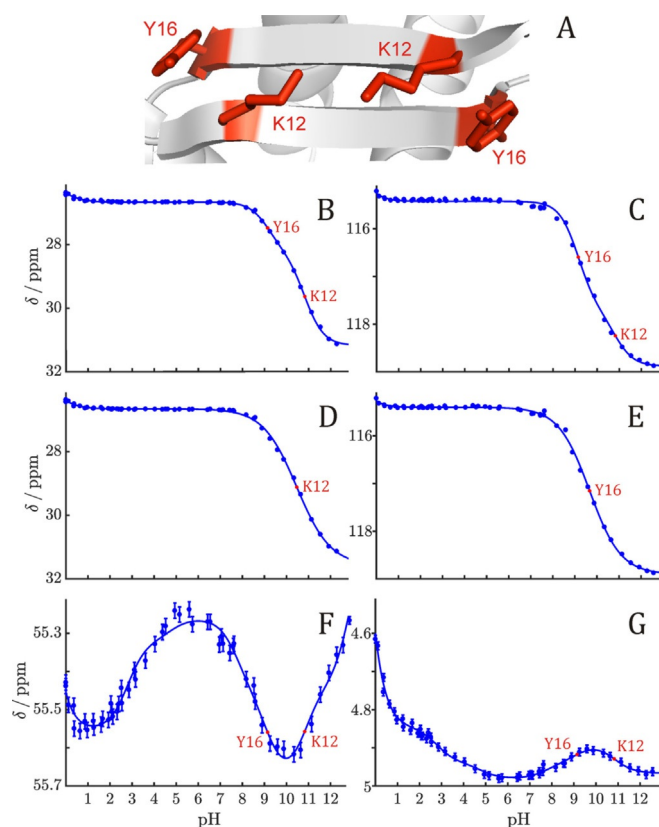 Y16
K12
A
K12
Y16
B
28
Y16
δ / ppm
30
K12
32
C
116
Y16
118
K12
D
28
δ / ppm
K12
30
32
E
116
Y16
118
F
55.3
δ / ppm
55.5
Y16
K12
55.7
1 2 3 4 5 6 7 8 9 10 11 12
pH
G
4.6
4.8
Y16
K12
5
1 2 3 4 5 6 7 8 9 10 11 12
pH